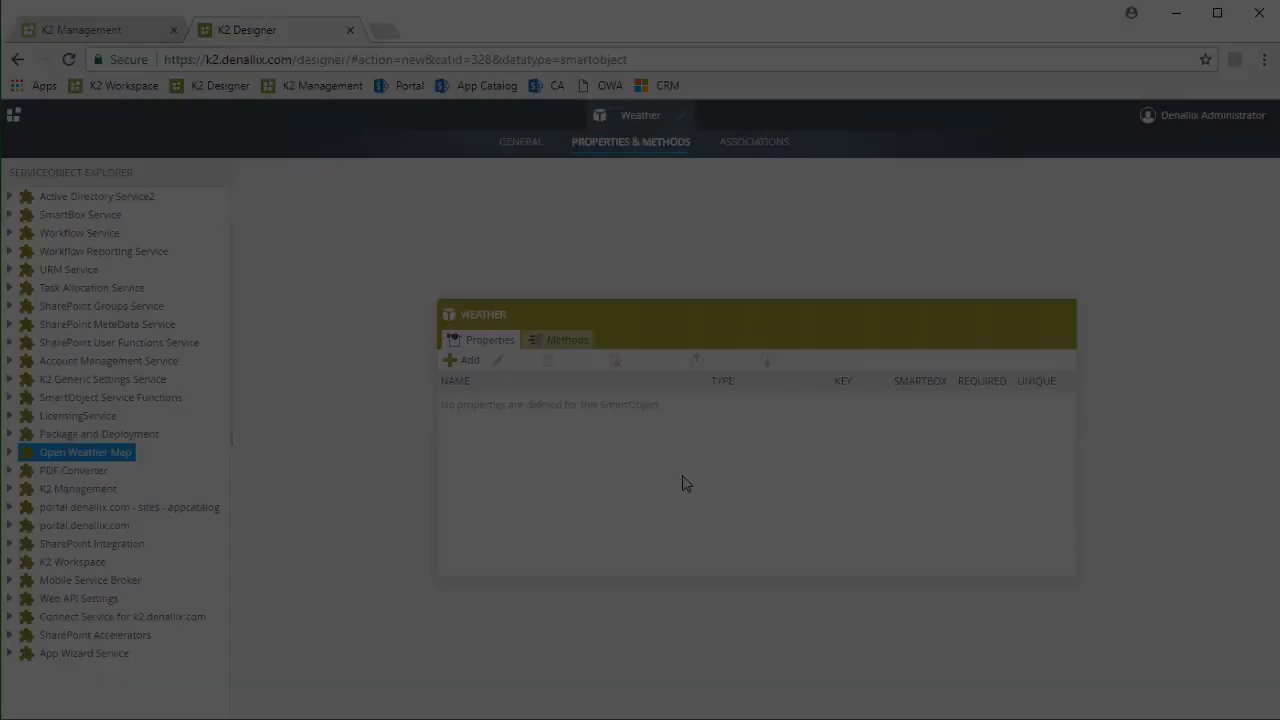 K2 Management
K2 Designer
Secure https://k2.denallix.com/designer/#action=new&catid=328&datatype=smartobject
Apps K2 Workspace K2 Designer K2 Management Portal App Catalog CA OWA CRM
Weather
Denallix Administrator
GENERAL PROPERTIES & METHODS ASSOCIATIONS
SERVICEOBJECT EXPLORER
Active Directory Service2
SmartBox Service
Workflow Service
Workflow Reporting Service
URM Service
Task Allocation Service
SharePoint Groups Service
SharePoint MetaData Service
SharePoint User Functions Service
Account Management Service
K2 Generic Settings Service
SmartObject Service Functions
LicensingService
Package and Deployment
Open Weather Map
PDF Converter
K2 Management
portal.denallix.com - sites - appcatalog
portal.denallix.com
SharePoint Integration
K2 Workspace
Mobile Service Broker
Web API Settings
Connect Service for k2.denallix.com
SharePoint Accelerators
App Wizard Service
WEATHER
Properties Methods
Add
NAME TYPE KEY SMARTBOX REQUIRED UNIQUE
No properties are defined for this SmartObject